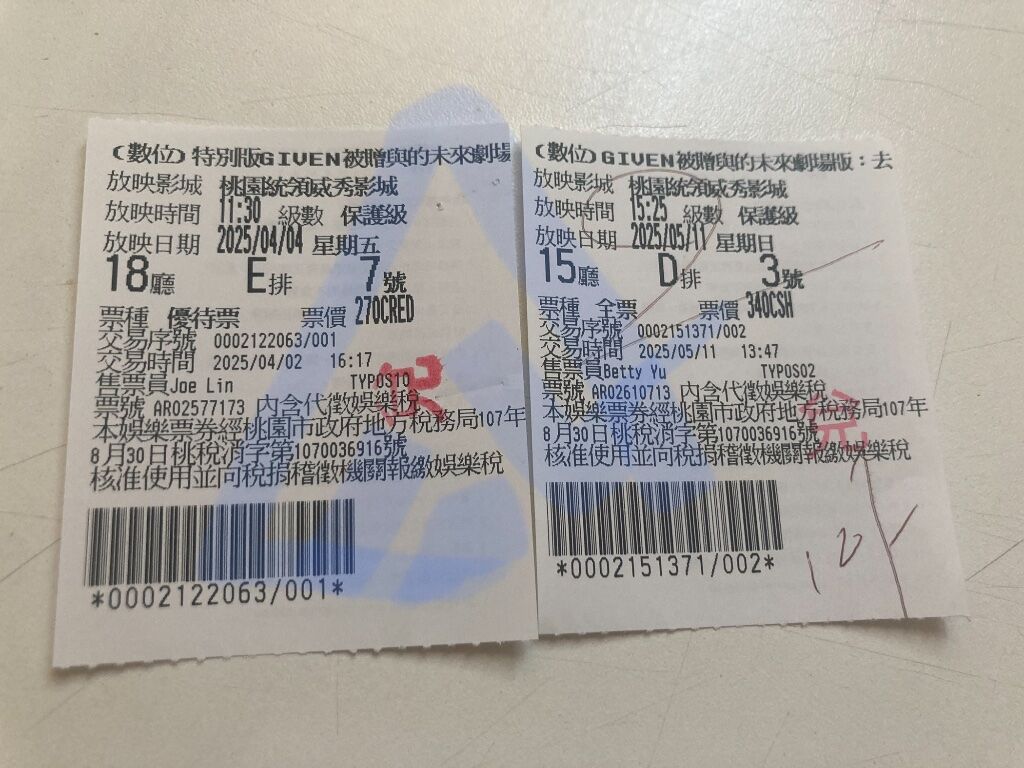 (數位)特別版GIVEN被贈與的未來劇場
放映影城 桃園統領威秀影城
放映時間 11:30 級數 保護級
放映日期 2025/04/04 星期五
18廳 E排 7號
票種 優待票 票價 270CRED
交易序號 0002122063/001
交易時間 2025/04/02 16:17
售票員Joe Lin TYPOS10
票號 AR02577173 內含代徵娛樂稅
本娛樂票券經桃園市政府地方稅務局107年
8月30日桃稅消字第1070036916號
核准使用並向稅捐稽徵機關報繳娛樂稅
*0002122063/001*
(數位)GIVEN被贈與的未來劇場版：去
放映影城 桃園統領威秀影城
放映時間 15:25 級數 保護級
放映日期 2025/05/11 星期日
15廳 D排 3號
票種 全票 票價 340CSH
交易序號 0002151371/002
交易時間 2025/05/11 13:47
售票員Betty Yu TYPOS02
票號 AR02610713 內含代徵娛樂稅
本娛樂票券經桃園市政府地方稅務局107年
8月30日桃稅消字第1070036916號
核准使用並向稅捐稽徵機關報繳娛樂稅
*0002151371/002*